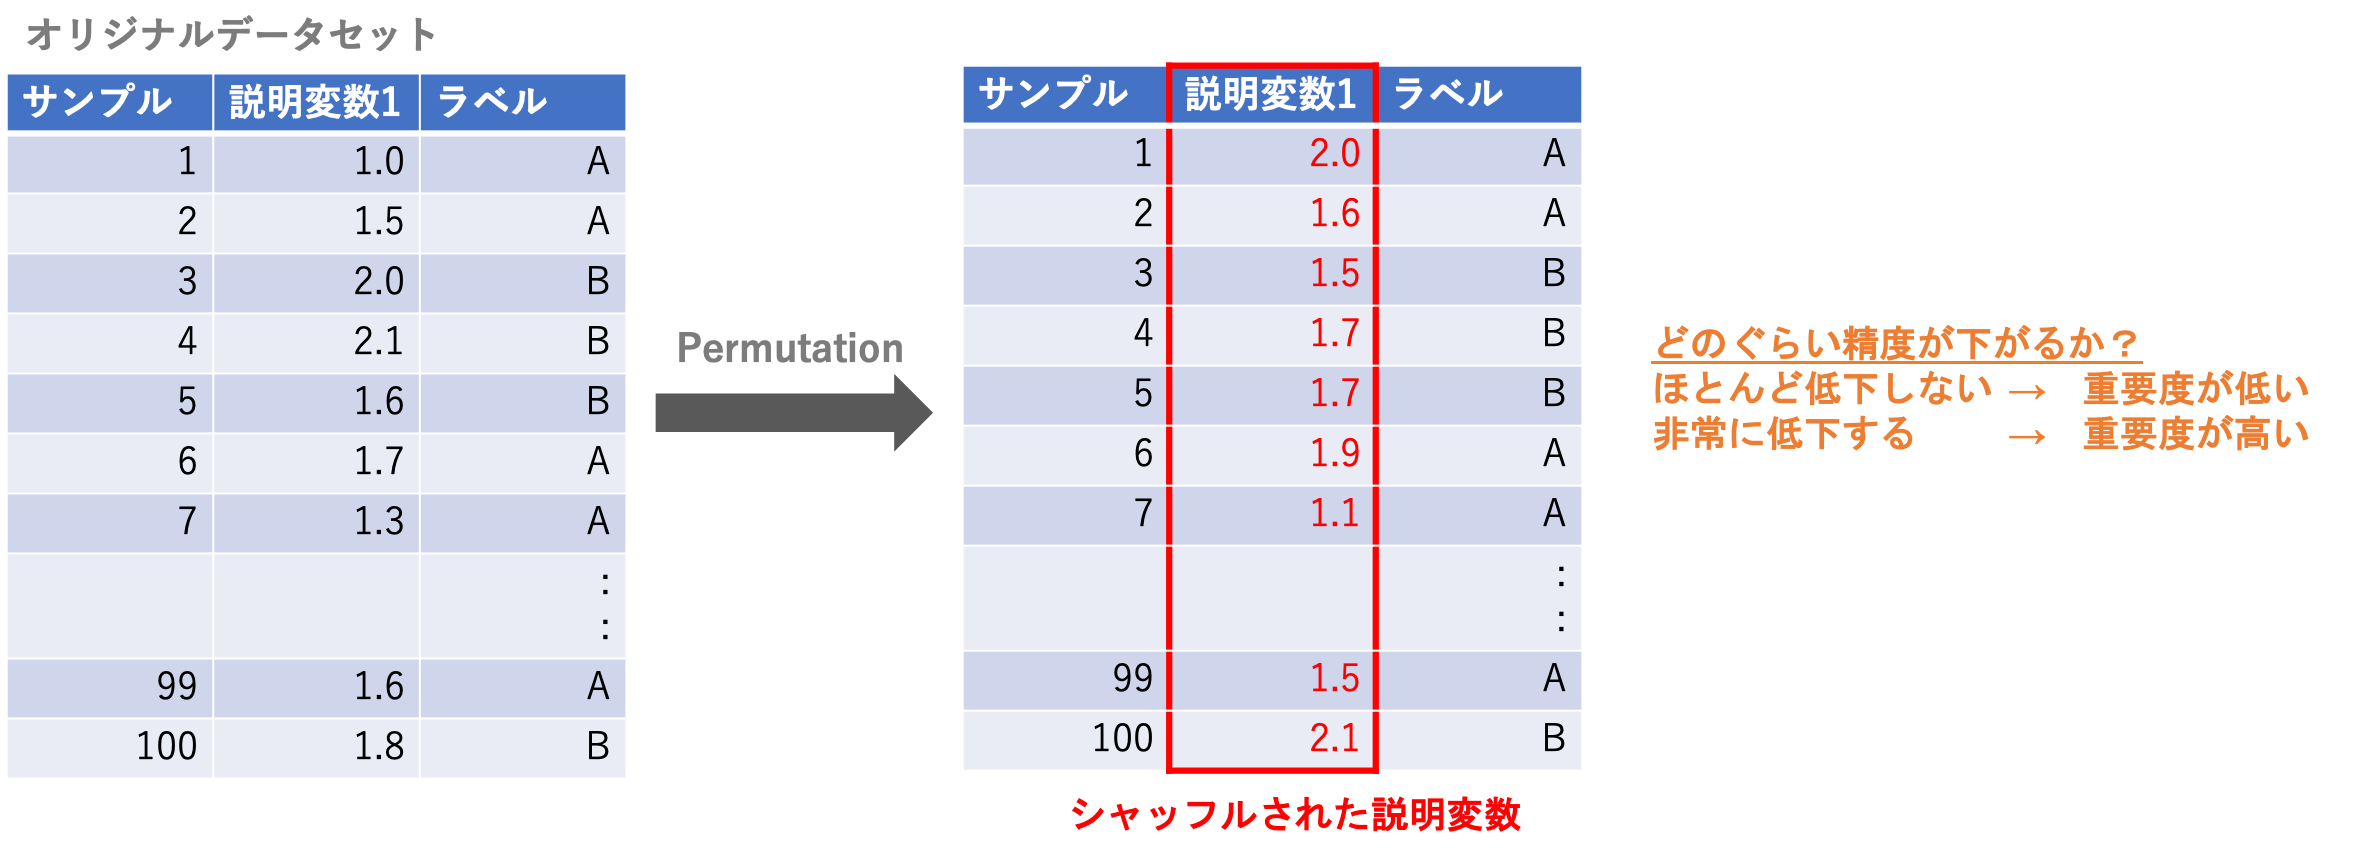 オリジナルデータセット
サンプル 説明変数1 ラベル
1 1.0 A
2 1.5 A
3 2.0 B
4 2.1 B
5 1.6 B
6 1.7 A
7 1.3 A
:
:
99 1.6 A
100 1.8 B
Permutation
サンプル 説明変数1 ラベル
1 2.0 A
2 1.6 A
3 1.5 B
4 1.7 B
5 1.7 B
6 1.9 A
7 1.1 A
:
:
99 1.5 A
100 2.1 B
シャッフルされた説明変数
どのぐらい精度が下がるか？
ほとんど低下しない → 重要度が低い
非常に低下する → 重要度が高い